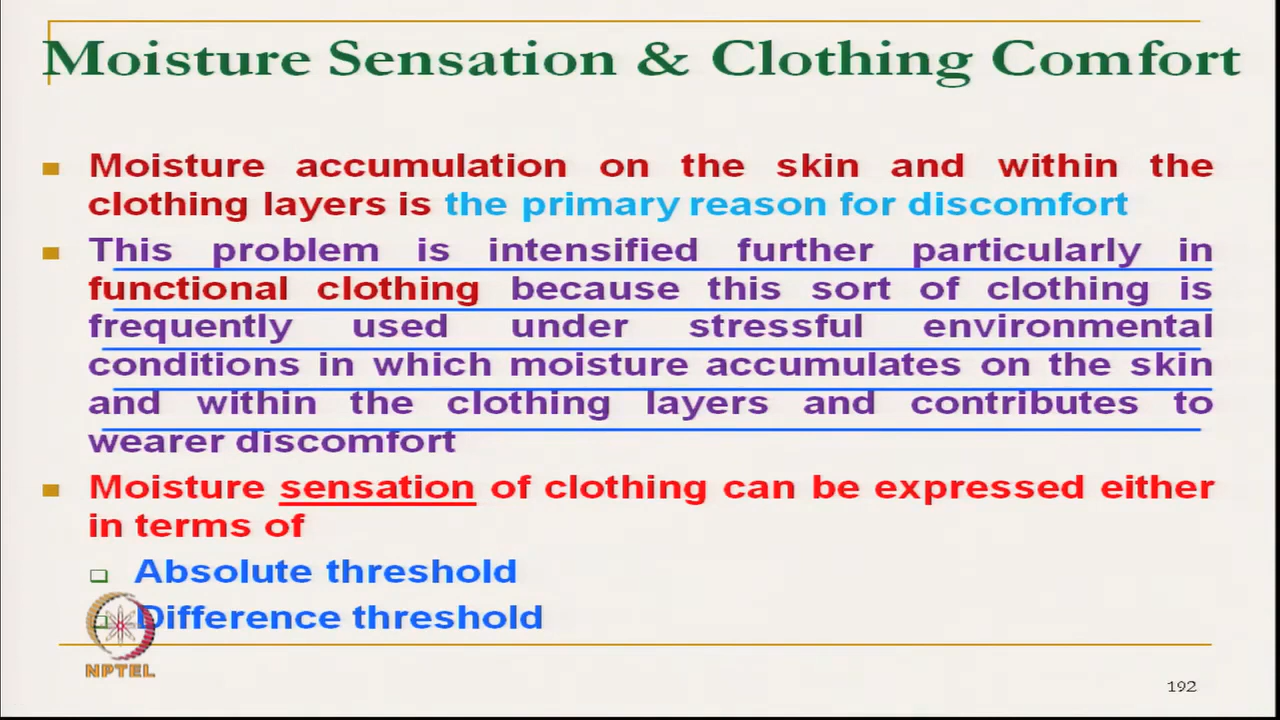 Moisture Sensation & Clothing Comfort
Moisture accumulation on the skin and within the
clothing layers is the primary reason for discomfort
This problem is intensified further particularly in
functional clothing because this sort of clothing is
frequently used under stressful environmental
conditions in which moisture accumulates on the skin
and within the clothing layers and contributes to
wearer discomfort
Moisture sensation of clothing can be expressed either
in terms of
Absolute threshold
Difference threshold
NPTEL
192